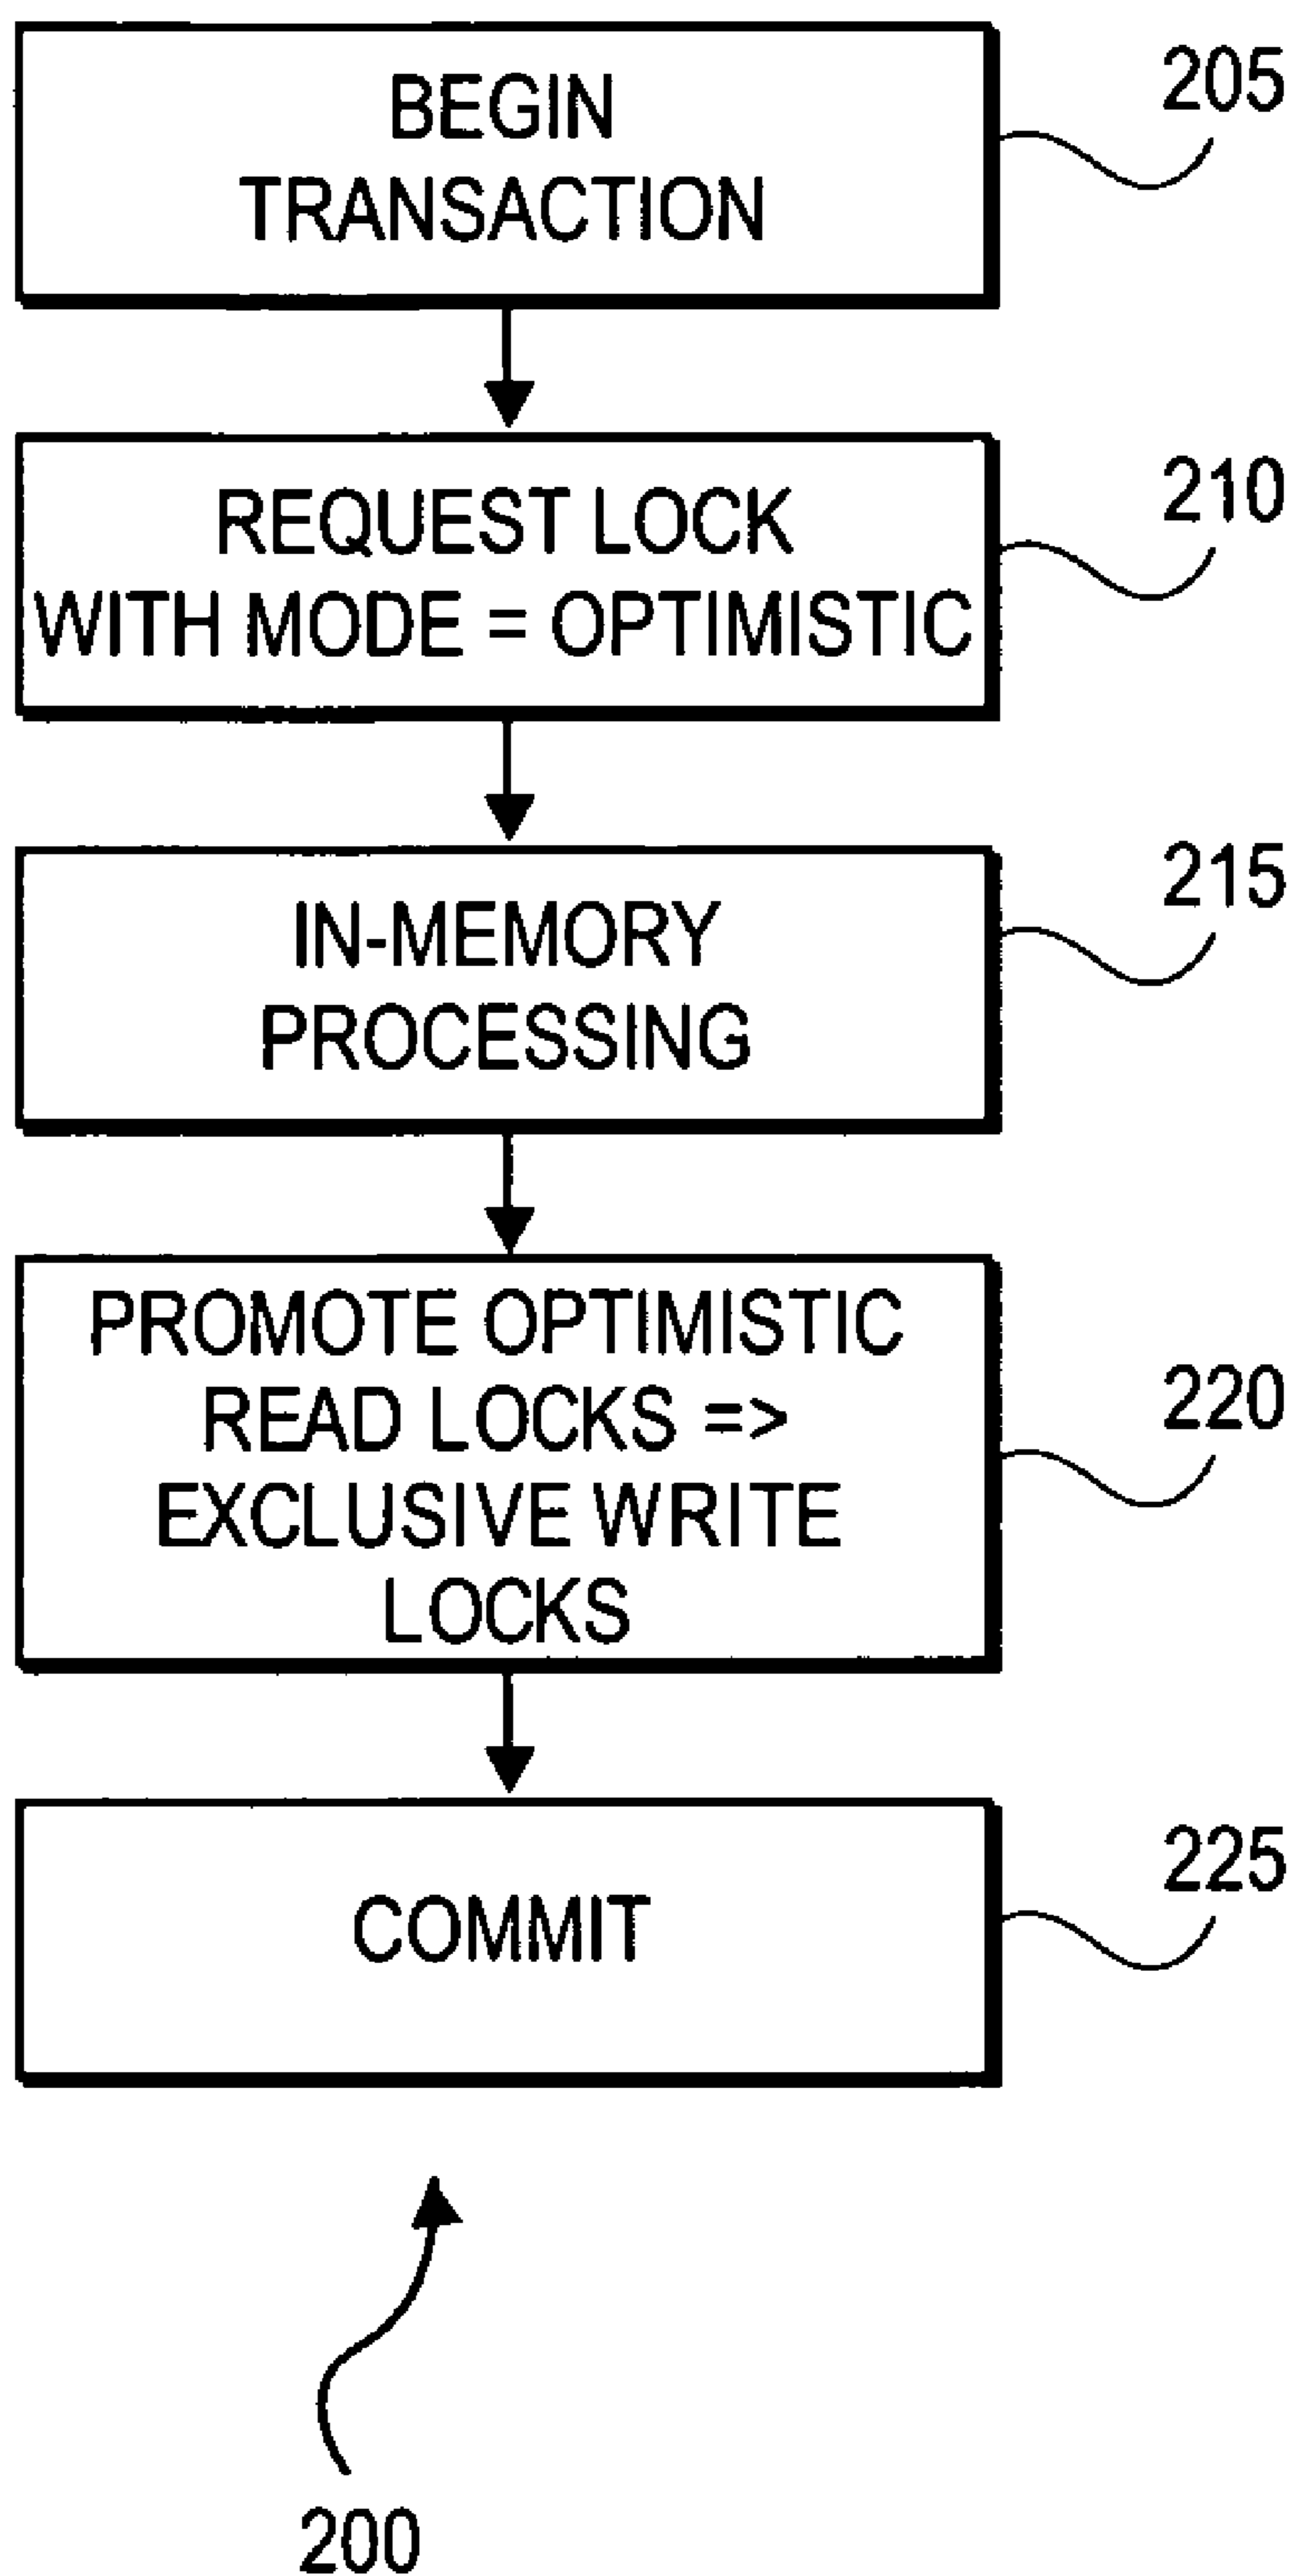 BEGIN
TRANSACTION
205
REQUEST LOCK
WITH MODE = OPTIMISTIC
210
IN-MEMORY
PROCESSING
215
PROMOTE OPTIMISTIC
READ LOCKS =>
EXCLUSIVE WRITE
LOCKS
220
COMMIT
225
200